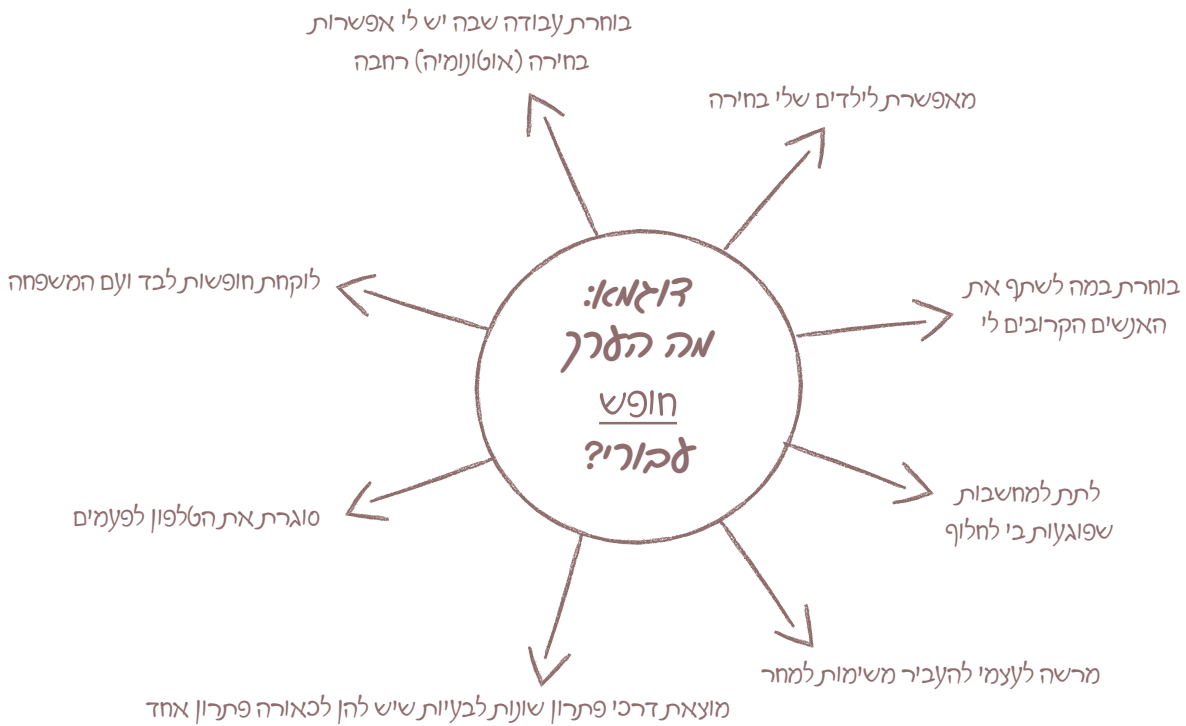 בוחרת עבודה שבה יש לי אפשרות
בחירה (אוטונומיה) רחבה
מאפשרת לילדים שלי בחירה
לוקחת חופשות לבד ועם המשפחה
בוחרת במה לשתף את
האנשים הקרובים לי
דוגמא:
מה הערך
חופש
עבורי?
סוגרת את הטלפון לפעמים
לתת למחשבות
שפוגעות בי לחלוף
מרשה לעצמי להעביר משימות למחר
מוצאת דרכי פתרון שונות לבעיות שיש להן לכאורה פתרון אחד